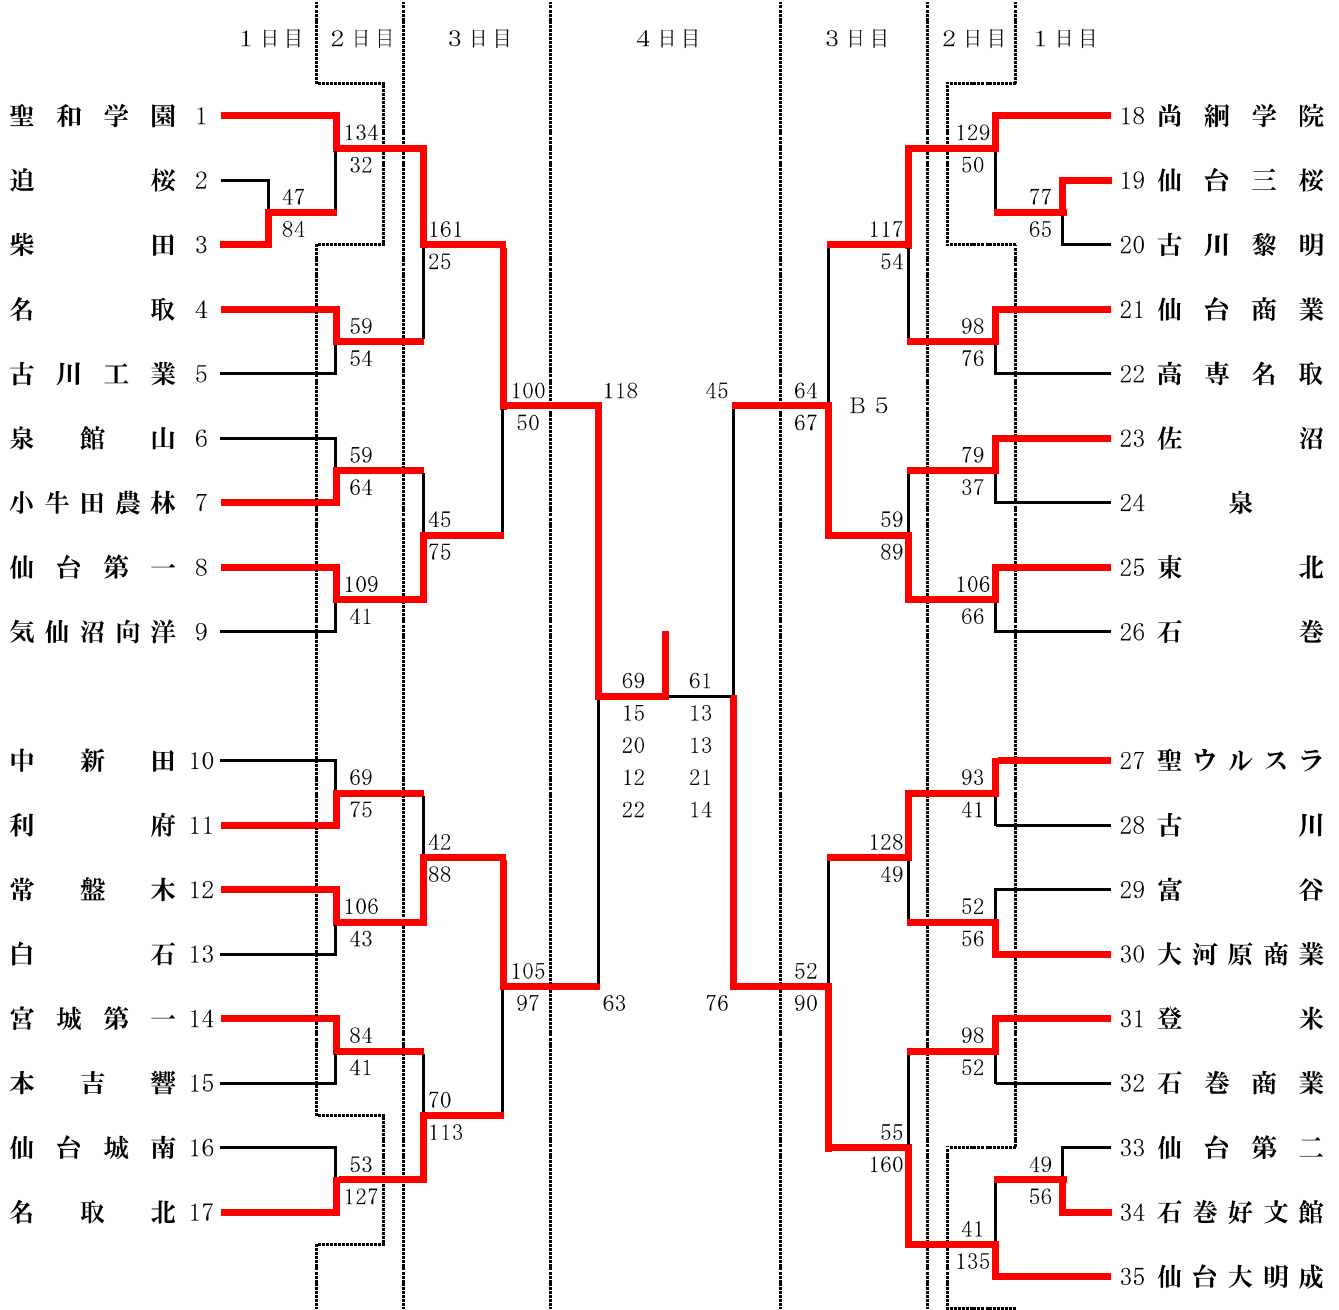 1日目 2日目 3日目 4日目 3日目 2日目 1日目
聖和学園 1
迫桜 2
柴田 3
名取 4
古川工業 5
泉館山 6
小牛田農林 7
仙台第一 8
気仙沼向洋 9
中新田 10
利府 11
常盤木 12
白石 13
宮城第一 14
本吉響 15
仙台城南 16
名取北 17
47
84
134
32
59
54
59
64
109
41
69
75
106
43
84
41
53
127
161
25
45
75
42
88
70
113
100
50
105
97
118
63
69 61
15 13
20 13
12 21
22 14
45
76
64
67
B5
52
90
117
54
59
89
128
49
55
160
129
50
98
76
79
37
106
66
93
41
52
56
98
52
41
135
77
65
49
56
18 尚絅学院
19 仙台三桜
20 古川黎明
21 仙台商業
22 高専名取
23 佐沼
24 泉
25 東北
26 石巻
27 聖ウルスラ
28 古川
29 富谷
30 大河原商業
31 登米
32 石巻商業
33 仙台第二
34 石巻好文館
35 仙台大明成